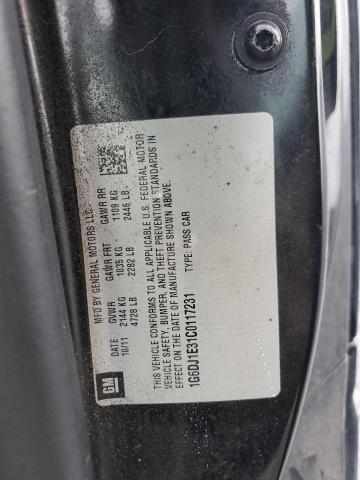 MFD BY GENERAL MOTORS LLC
10/11
GVWR
2144 KG
4728 LB
GAWR FRT
1035 KG
2282 LB
GAWR RR
1109 KG
2446 LB
THIS VEHICLE CONFORMS TO ALL APPLICABLE U.S. FEDERAL MOTOR
VEHICLE SAFETY, BUMPER, AND THEFT PREVENTION STANDARDS IN
EFFECT ON THE DATE OF MANUFACTURE SHOWN ABOVE.
1G6DJ1E31C0117231 TYPE: PASS CAR
GM